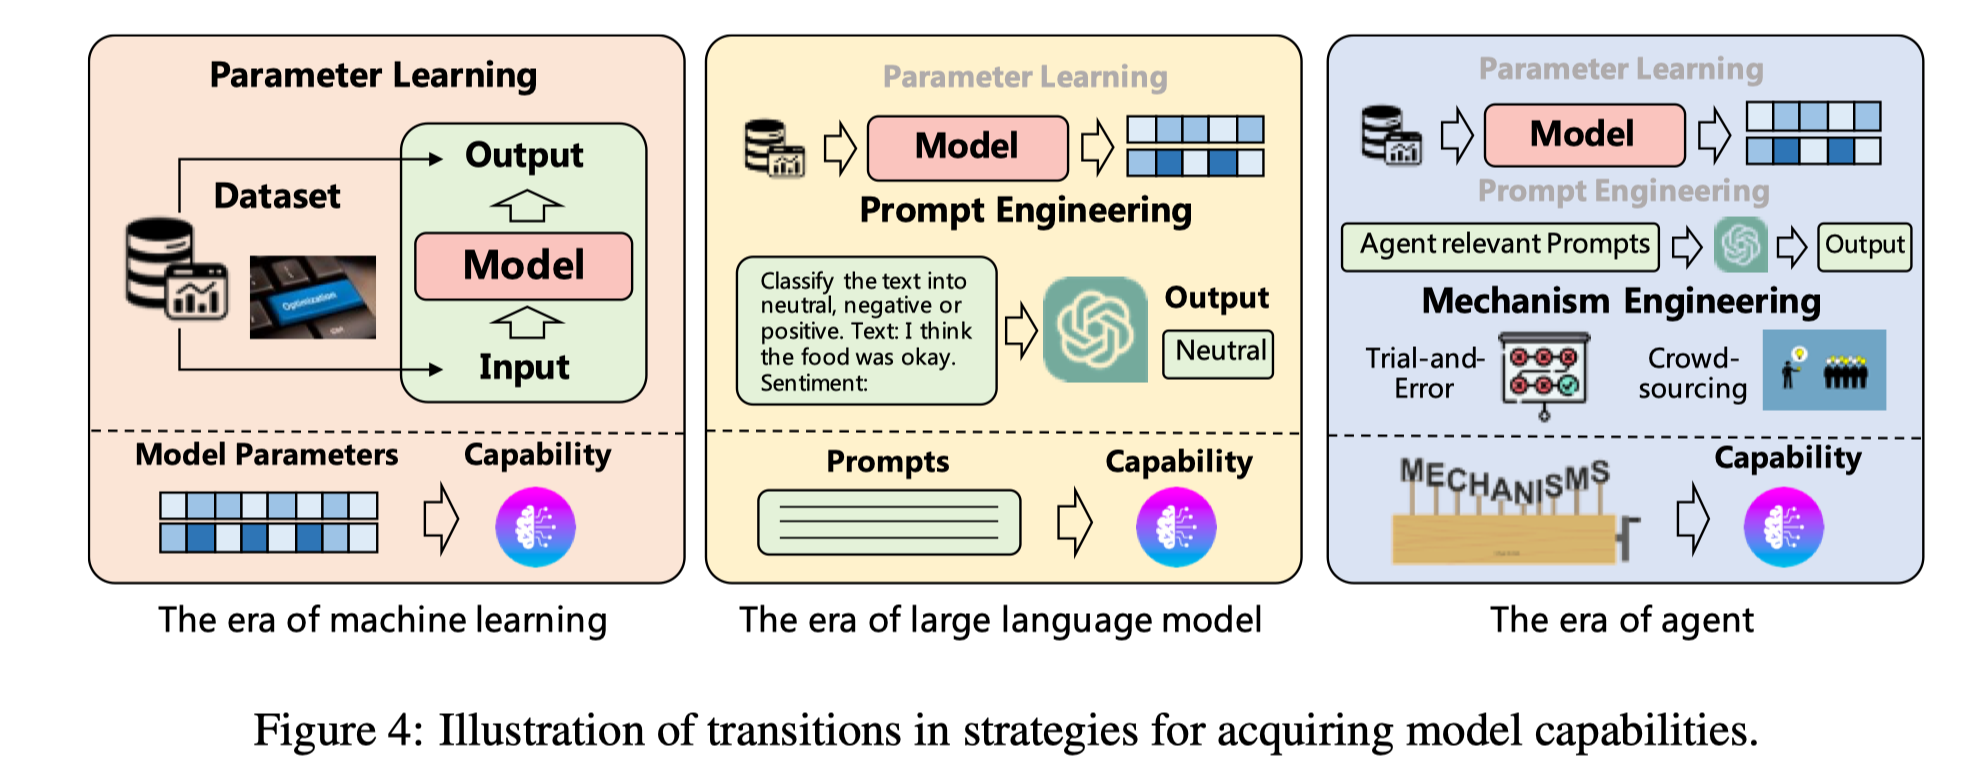 Parameter Learning
Output
Dataset
Model
Optimization
Input
Model Parameters
Capability
The era of machine learning
Parameter Learning
Model
Prompt Engineering
Classify the text into
neutral, negative or
positive. Text: I think
the food was okay.
Sentiment:
Output
Neutral
Prompts
Capability
The era of large language model
Parameter Learning
Model
Prompt Engineering
Agent relevant Prompts
Output
Mechanism Engineering
Trial-and-
Error
Crowd-
sourcing
MECHANISMS
Capability
The era of agent
Figure 4: Illustration of transitions in strategies for acquiring model capabilities.